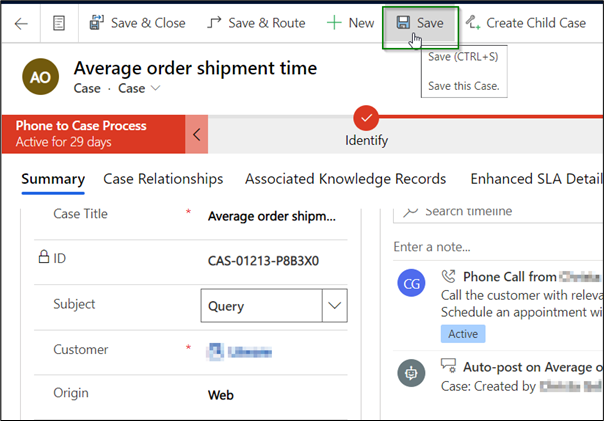 Save & Close
Save & Route
New
Save
Create Child Case
Save (CTRL+S)
Save this Case.
AO
Average order shipment time
Case · Case
Phone to Case Process
Active for 29 days
Identify
Summary
Case Relationships
Associated Knowledge Records
Enhanced SLA Detail
Case Title
*
Average order shipm...
ID
CAS-01213-P8B3X0
Subject
Query
Customer
*
Origin
Web
Search timeline
Enter a note...
CG
Phone Call from
Call the customer with releva
Schedule an appointment wi
Active
Auto-post on Average o
Case: Created by